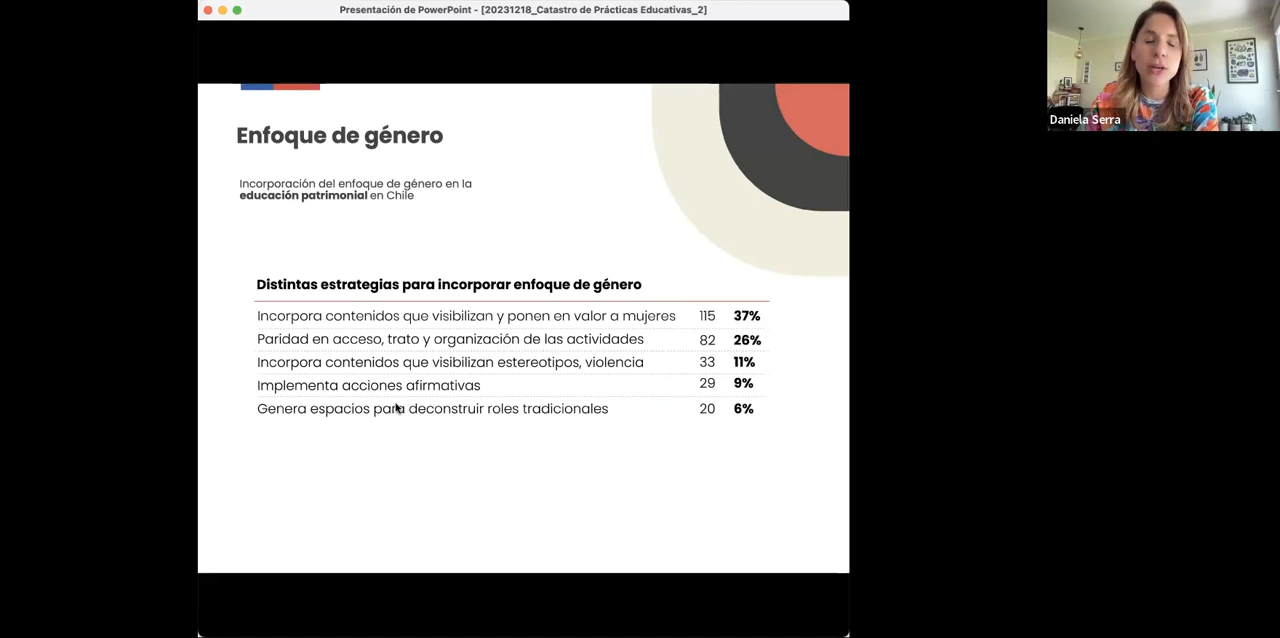 Presentación de PowerPoint - [20231218_Catastro de Prácticas Educativas_2]
Daniela Serra
Enfoque de género
Incorporación del enfoque de género en la
educación patrimonial en Chile
Distintas estrategias para incorporar enfoque de género
Incorpora contenidos que visibilizan y ponen en valor a mujeres 115 37%
Paridad en acceso, trato y organización de las actividades 82 26%
Incorpora contenidos que visibilizan estereotipos, violencia 33 11%
Implementa acciones afirmativas 29 9%
Genera espacios para deconstruir roles tradicionales 20 6%